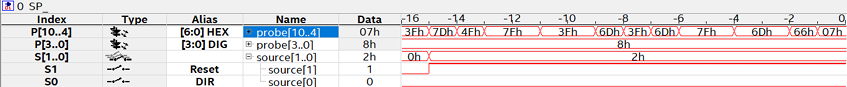 0 SP_
Index Type Alias Name Data -16 -14 -12 -10 -8 -6 -4 -2 0
P[10..4] [6:0] HEX probe[10..4] 07h 3Fh 7Dh 4Fh 7Fh 3Fh 6Dh 3Fh 6Dh 7Fh 6Dh 66h 07h
P[3..0] [3:0] DIG probe[3..0] 8h 8h
S[1..0] source[1..0] 2h 0h 2h
S1 Reset source[1] 1
S0 DIR source[0] 0